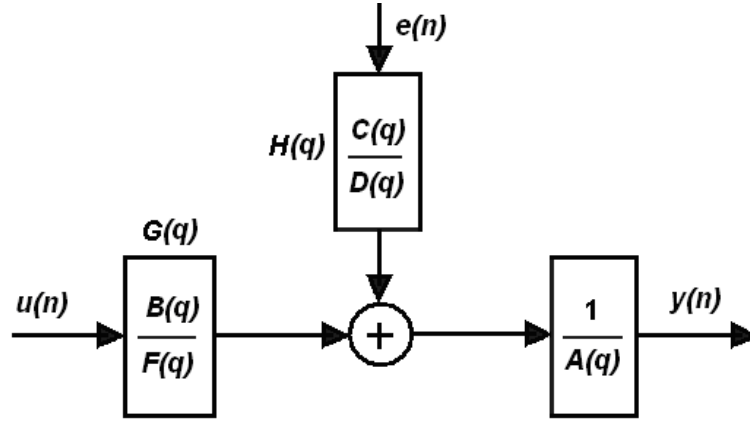 e(n)
H(q)
C(q)
D(q)
G(q)
u(n)
B(q)
F(q)
+
1
A(q)
y(n)